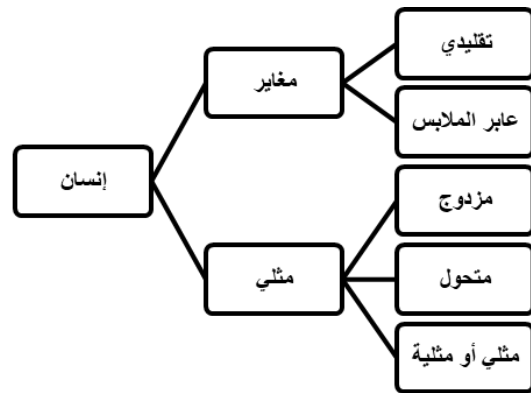 إنسان
مغاير
تقليدي
عابر الملابس
مثلي
مزدوج
متحول
مثلي أو مثلية